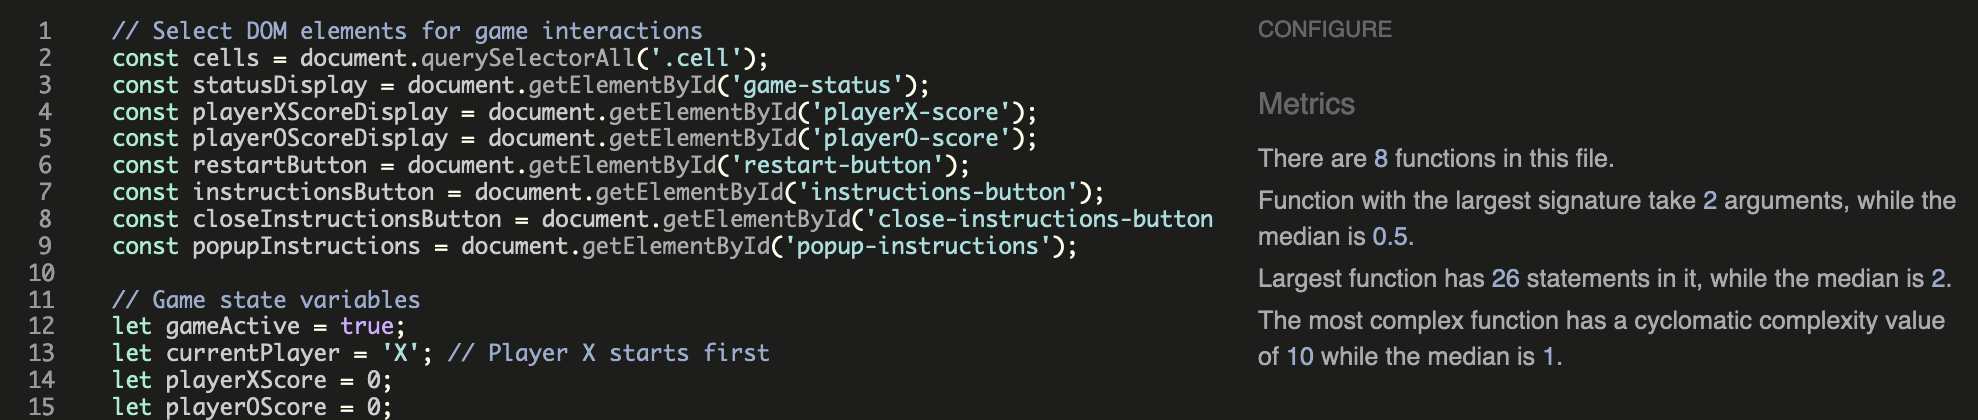 1 // Select DOM elements for game interactions
2 const cells = document.querySelectorAll('.cell');
3 const statusDisplay = document.getElementById('game-status');
4 const playerXScoreDisplay = document.getElementById('playerX-score');
5 const playerOScoreDisplay = document.getElementById('playerO-score');
6 const restartButton = document.getElementById('restart-button');
7 const instructionsButton = document.getElementById('instructions-button');
8 const closeInstructionsButton = document.getElementById('close-instructions-button
9 const popupInstructions = document.getElementById('popup-instructions');
10
11 // Game state variables
12 let gameActive = true;
13 let currentPlayer = 'X'; // Player X starts first
14 let playerXScore = 0;
15 let playerOScore = 0;
CONFIGURE
Metrics
There are 8 functions in this file.
Function with the largest signature take 2 arguments, while the
median is 0.5.
Largest function has 26 statements in it, while the median is 2.
The most complex function has a cyclomatic complexity value
of 10 while the median is 1.